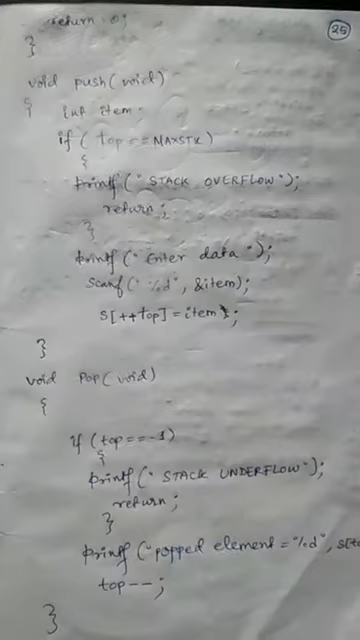 25
return 0;
}
void push(void)
{ int item;
if( top==MAXSTK)
{
printf(" STACK OVERFLOW");
return;
}
printf(" Enter data ");
scanf(" %d", &item);
s[++top]=item;
}
void Pop(void)
{
if (top==-1)
{
printf(" STACK UNDERFLOW");
return;
}
printf("popped element = %d", s[to
top--;
}